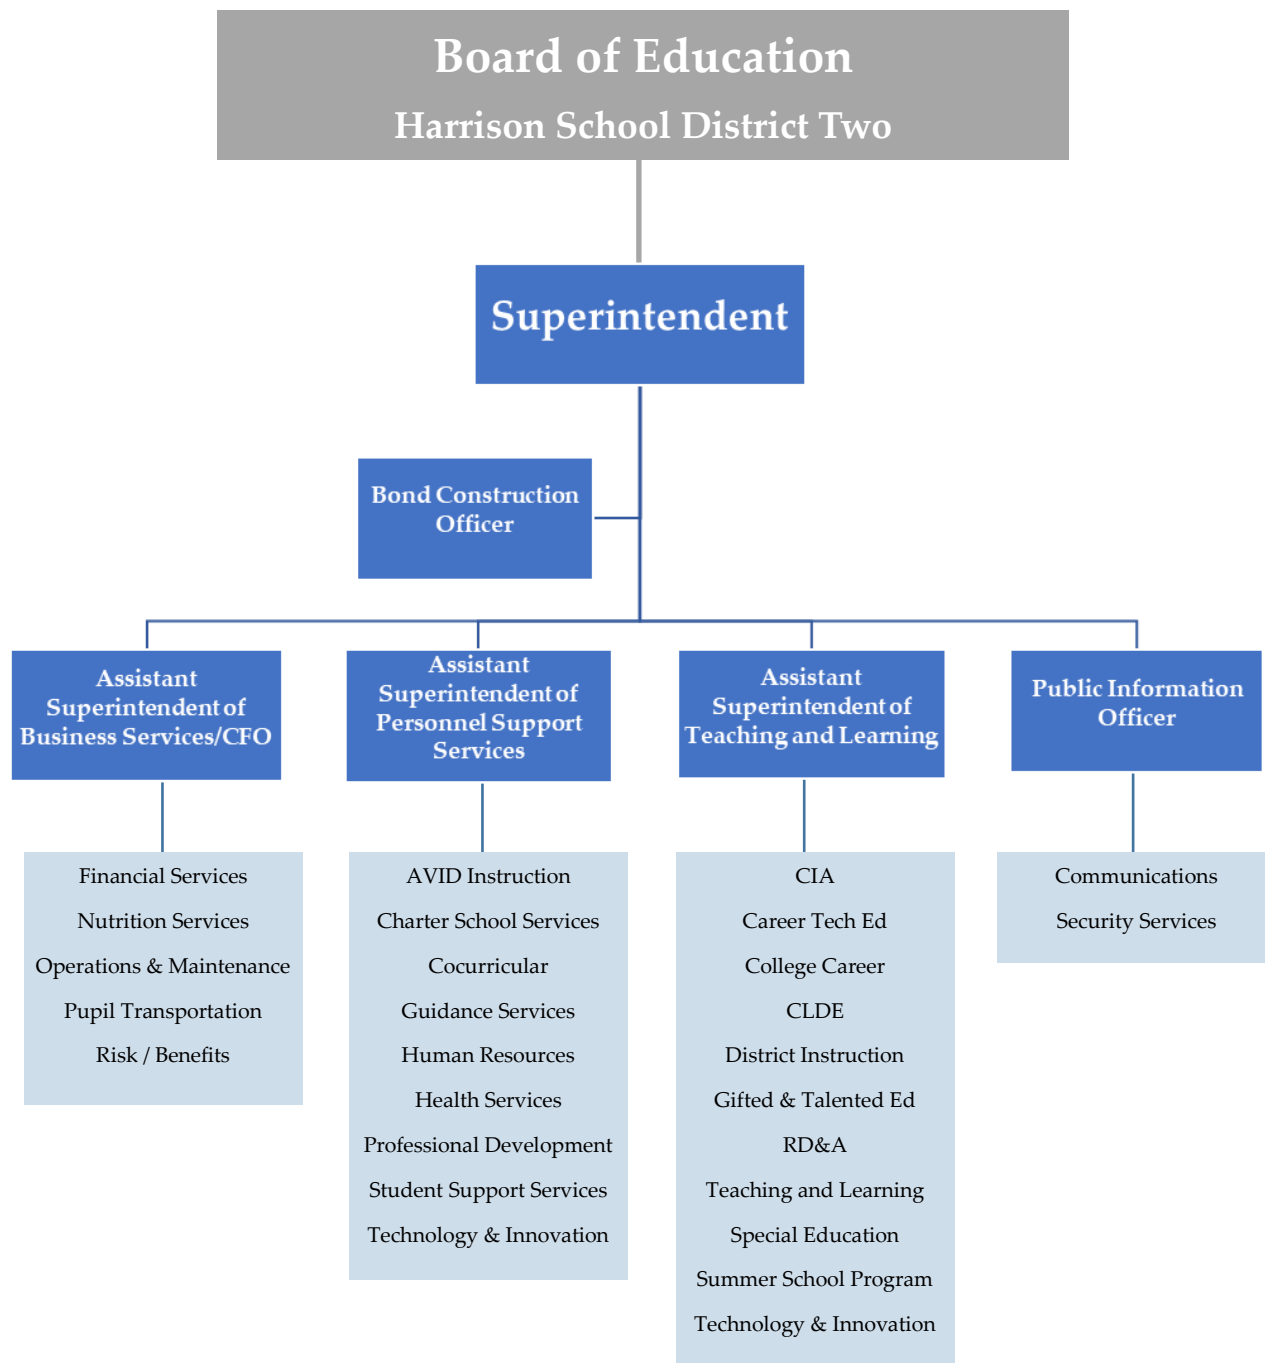 Board of Education
Harrison School District Two
Superintendent
Bond Construction
Officer
Assistant
Superintendent of
Business Services/CFO
Assistant
Superintendent of
Personnel Support
Services
Assistant
Superintendent of
Teaching and Learning
Public Information
Officer
Financial Services
Nutrition Services
Operations & Maintenance
Pupil Transportation
Risk / Benefits
AVID Instruction
Charter School Services
Cocurricular
Guidance Services
Human Resources
Health Services
Professional Development
Student Support Services
Technology & Innovation
CIA
Career Tech Ed
College Career
CLDE
District Instruction
Gifted & Talented Ed
RD&A
Teaching and Learning
Special Education
Summer School Program
Technology & Innovation
Communications
Security Services